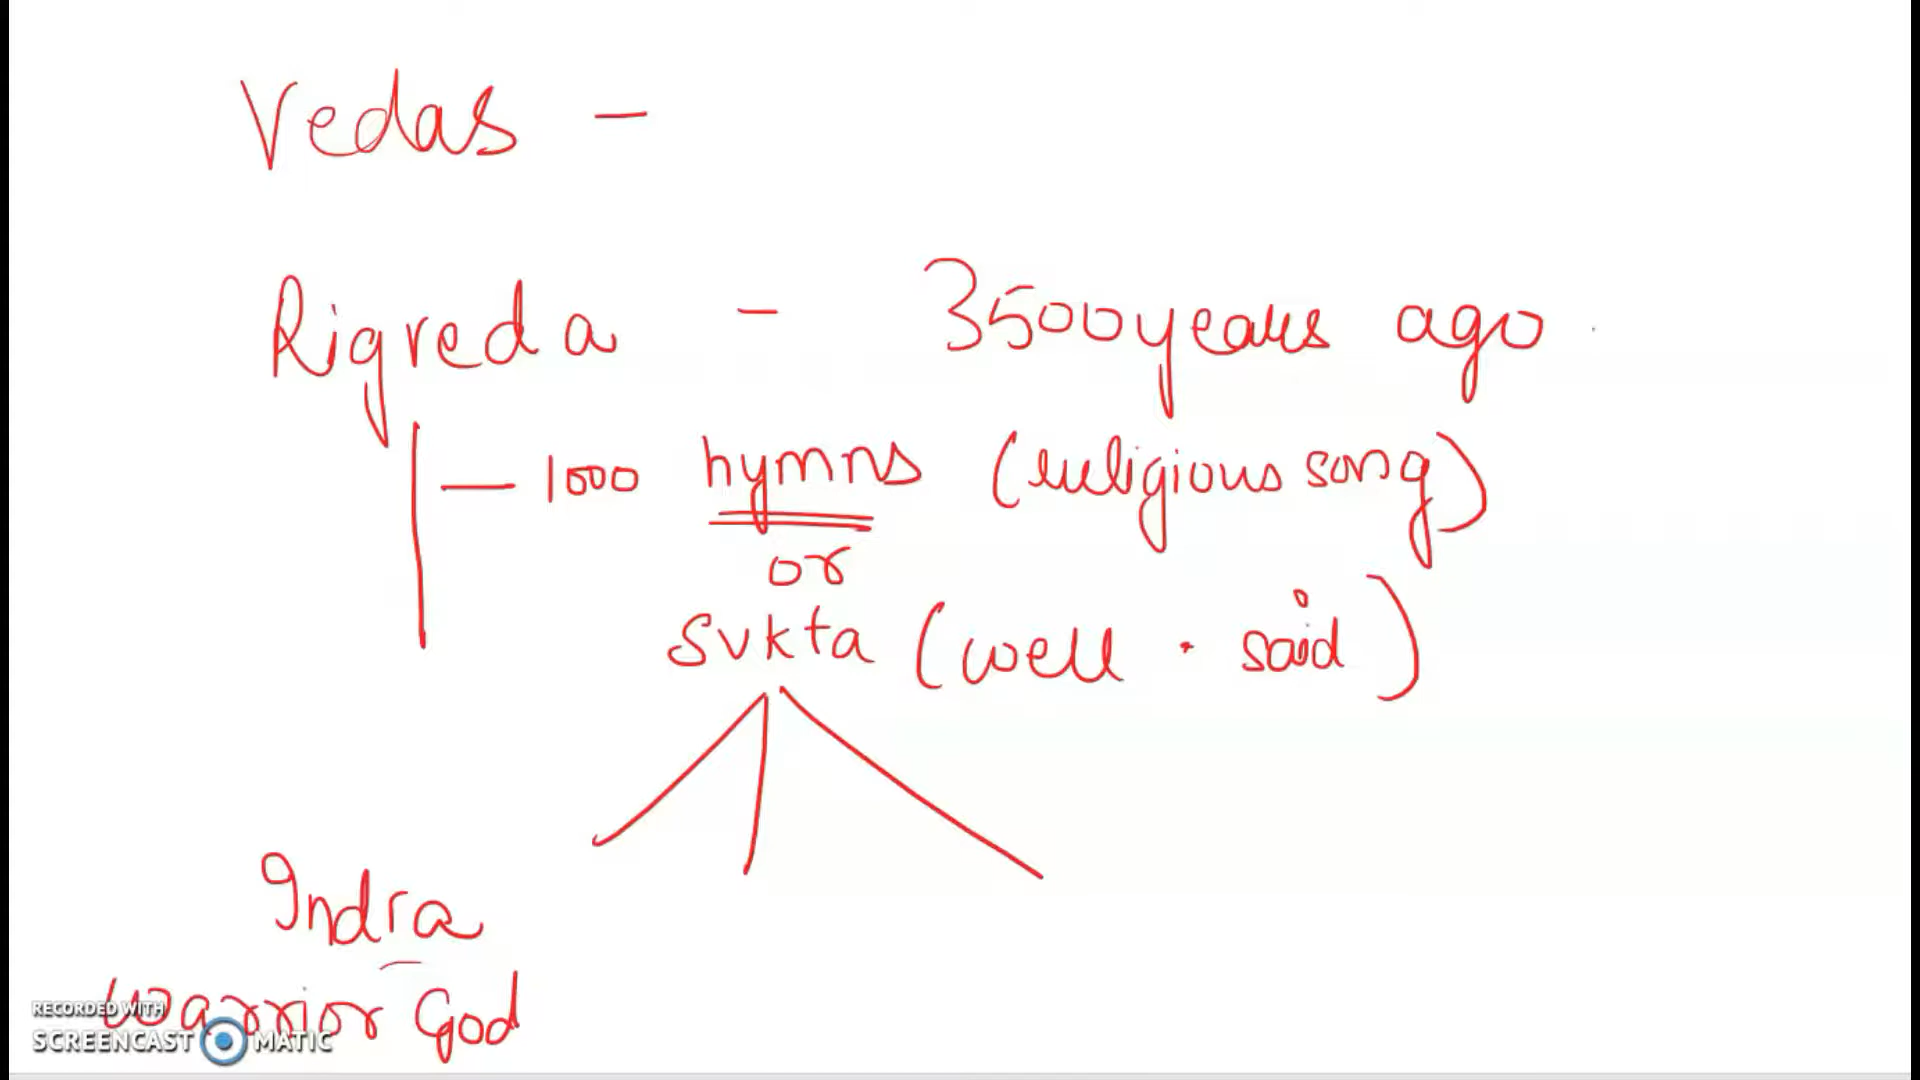 Vedas -
Rigveda - 3500 years ago
- 1000 hymns (religious song)
or
sukta (well - said)
Indra
Warrior God
RECORDED WITH
SCREENCAST MATIC